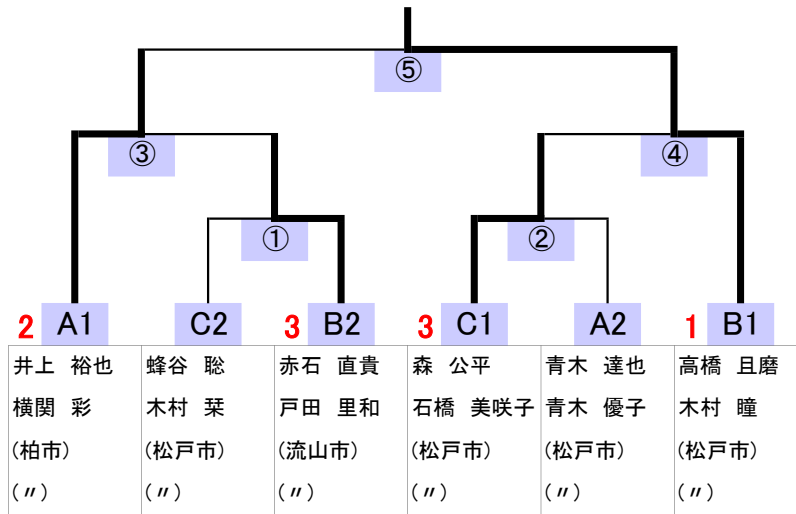 ⑤
③ ④
① ②
2 A1 C2 3 B2 3 C1 A2 1 B1
井上 裕也 蜂谷 聡 赤石 直貴 森 公平 青木 達也 高橋 且磨
横関 彩 木村 栞 戸田 里和 石橋 美咲子 青木 優子 木村 瞳
(柏市) (松戸市) (流山市) (松戸市) (松戸市) (松戸市)
(〃) (〃) (〃) (〃) (〃) (〃)